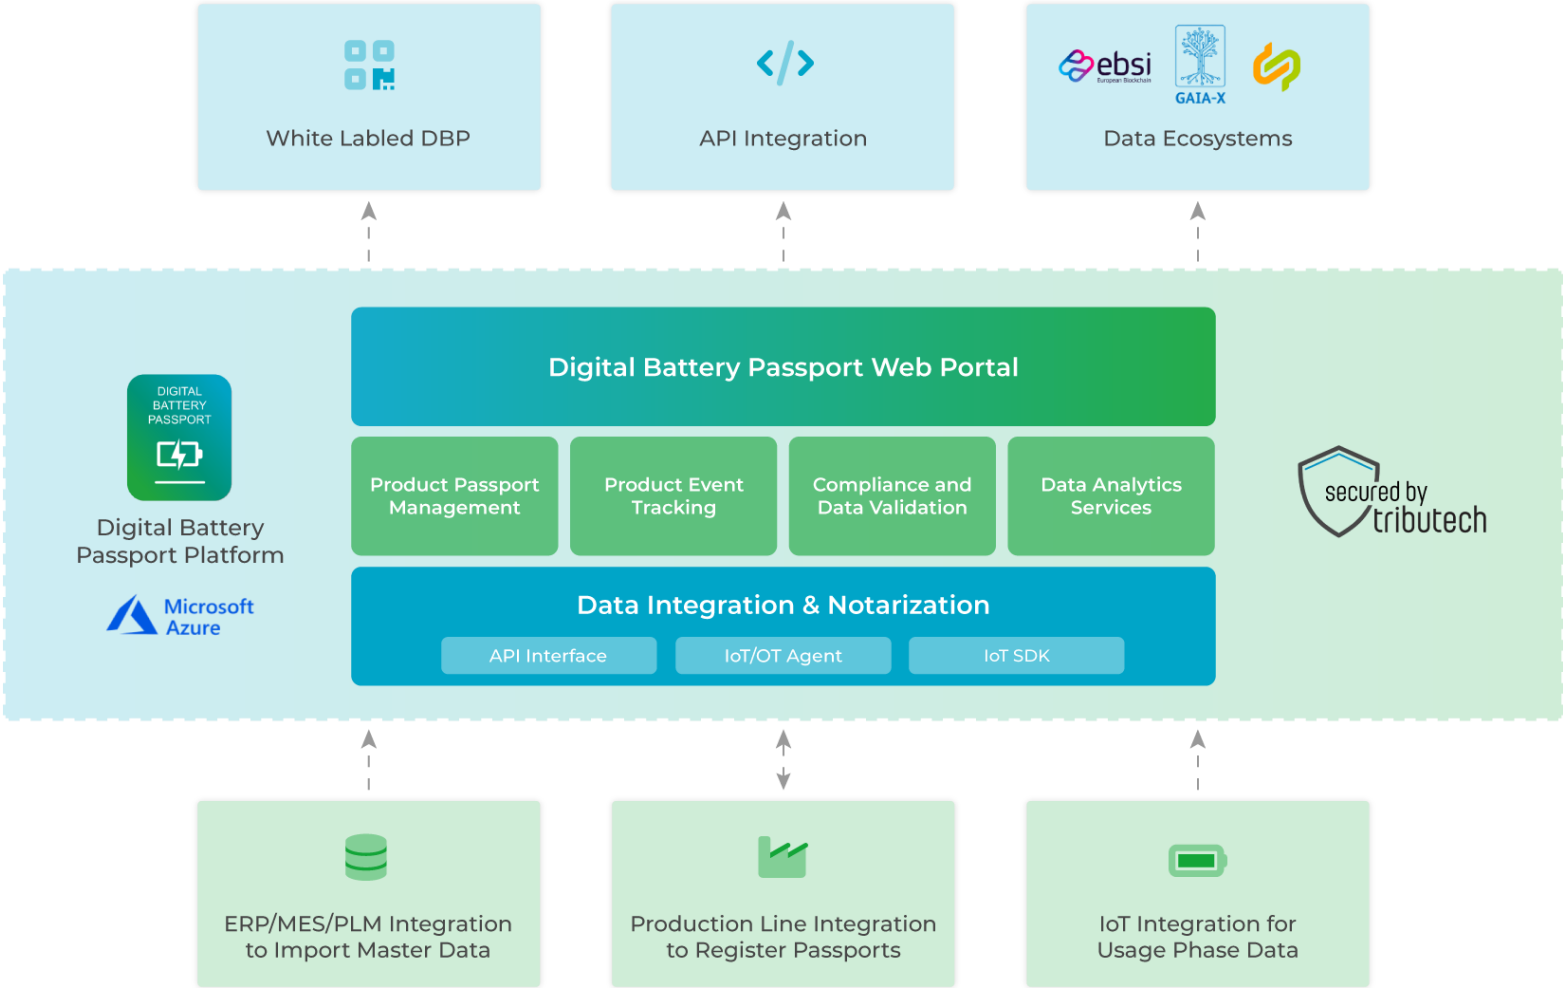 White Labled DBP
API Integration
ebsi
European Blockchain
GAIA-X
Data Ecosystems
Digital Battery Passport Web Portal
DIGITAL
BATTERY
PASSPORT
Digital Battery
Passport Platform
Microsoft
Azure
Product Passport
Management
Product Event
Tracking
Compliance and
Data Validation
Data Analytics
Services
secured by
tributech
Data Integration & Notarization
API Interface
IoT/OT Agent
IoT SDK
ERP/MES/PLM Integration
to Import Master Data
Production Line Integration
to Register Passports
IoT Integration for
Usage Phase Data